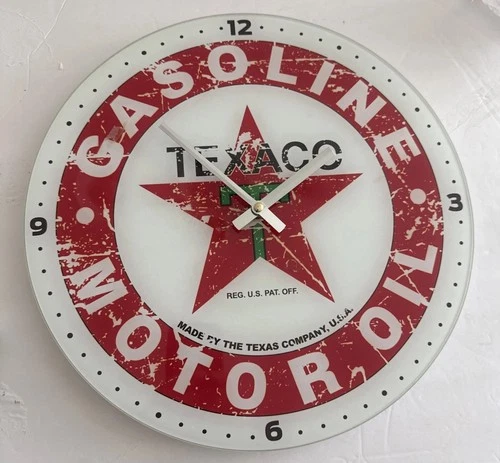 12
GASOLINE
TEXACO
T
9
3
REG. U.S. PAT. OFF.
MADE BY THE TEXAS COMPANY, U.S.A.
MOTOR OIL
6